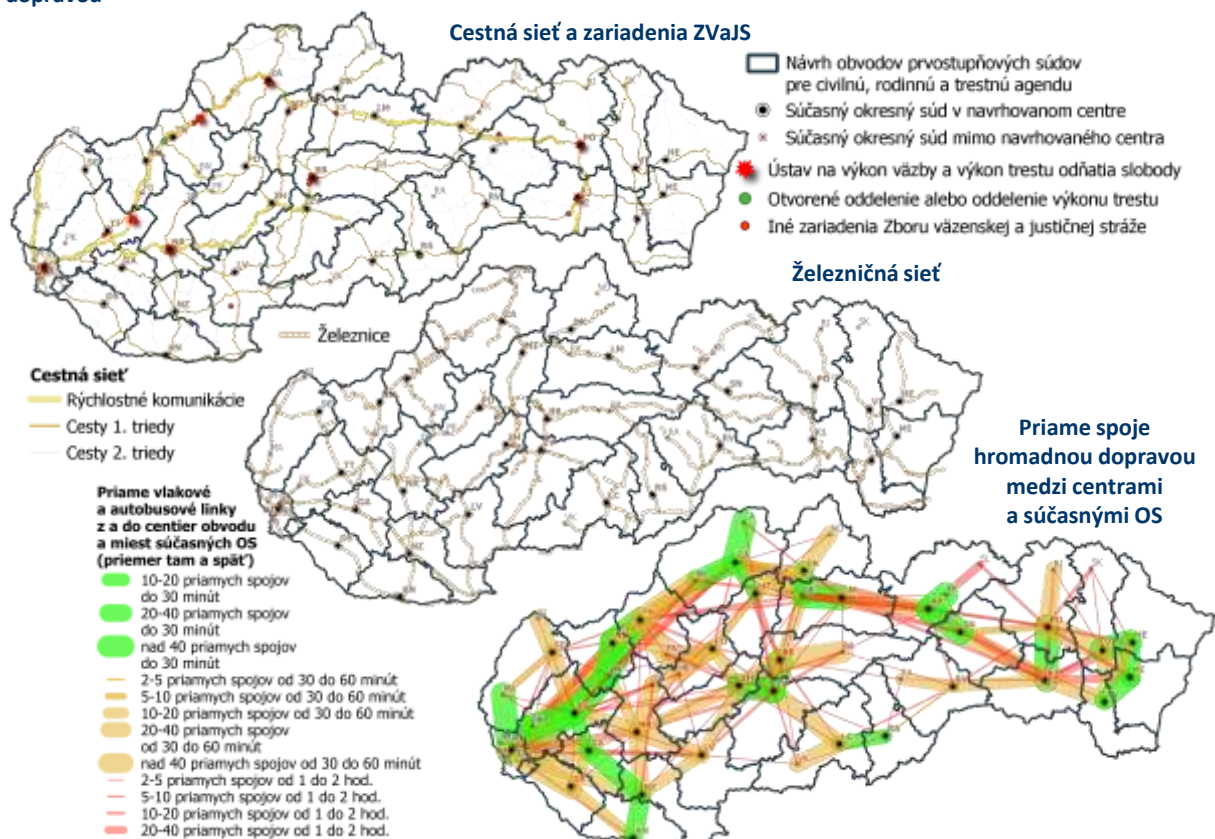 dopravou
Cestná sieť a zariadenia ZVaJS
Návrh obvodov prvostupňových súdov
pre civilnú, rodinnú a trestnú agendu
Súčasný okresný súd v navrhovanom centre
Súčasný okresný súd mimo navrhovaného centra
Ústav na výkon väzby a výkon trestu odňatia slobody
Otvorené oddelenie alebo oddelenie výkonu trestu
Iné zariadenia Zboru väzenskej a justičnej stráže
Železničná sieť
Železnice
Cestná sieť
Rýchlostné komunikácie
Cesty 1. triedy
Cesty 2. triedy
Priame spoje
hromadnou dopravou
medzi centrami
a súčasnými OS
Priame vlakové
a autobusové linky
z a do centier obvodu
a miest súčasných OS
(priemer tam a späť)
10-20 priamych spojov
do 30 minút
20-40 priamych spojov
do 30 minút
nad 40 priamych spojov
do 30 minút
2-5 priamych spojov od 30 do 60 minút
5-10 priamych spojov od 30 do 60 minút
10-20 priamych spojov od 30 do 60 minút
20-40 priamych spojov
od 30 do 60 minút
nad 40 priamych spojov od 30 do 60 minút
2-5 priamych spojov od 1 do 2 hod.
5-10 priamych spojov od 1 do 2 hod.
10-20 priamych spojov od 1 do 2 hod.
20-40 priamych spojov od 1 do 2 hod.